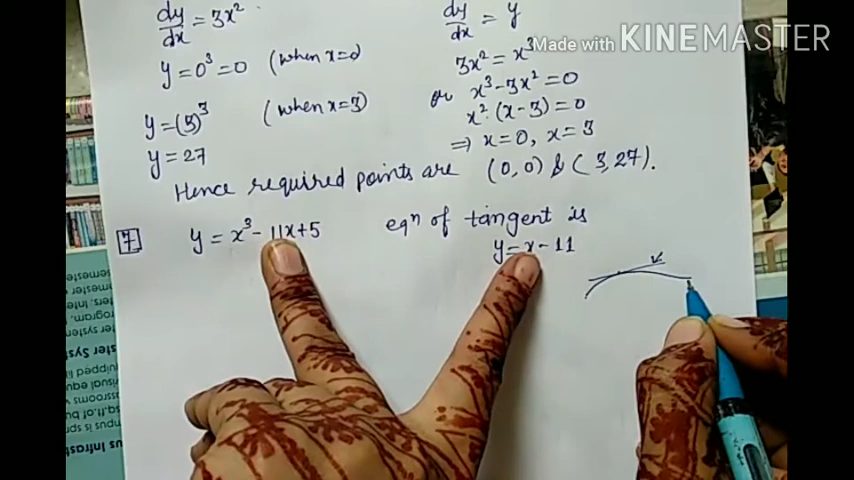 dy/dx = 3x²
y = 0³ = 0 (when x=0)
y = (3)³ (when x=3)
y = 27
dy/dx = y
3x² = x³
or x³ - 3x² = 0
x² · (x - 3) = 0
⇒ x = 0, x = 3
Hence required points are (0, 0) & (3, 27).
7 y = x³ - 11x + 5 eqⁿ of tangent is
y = x - 11
Made with KINEMASTER